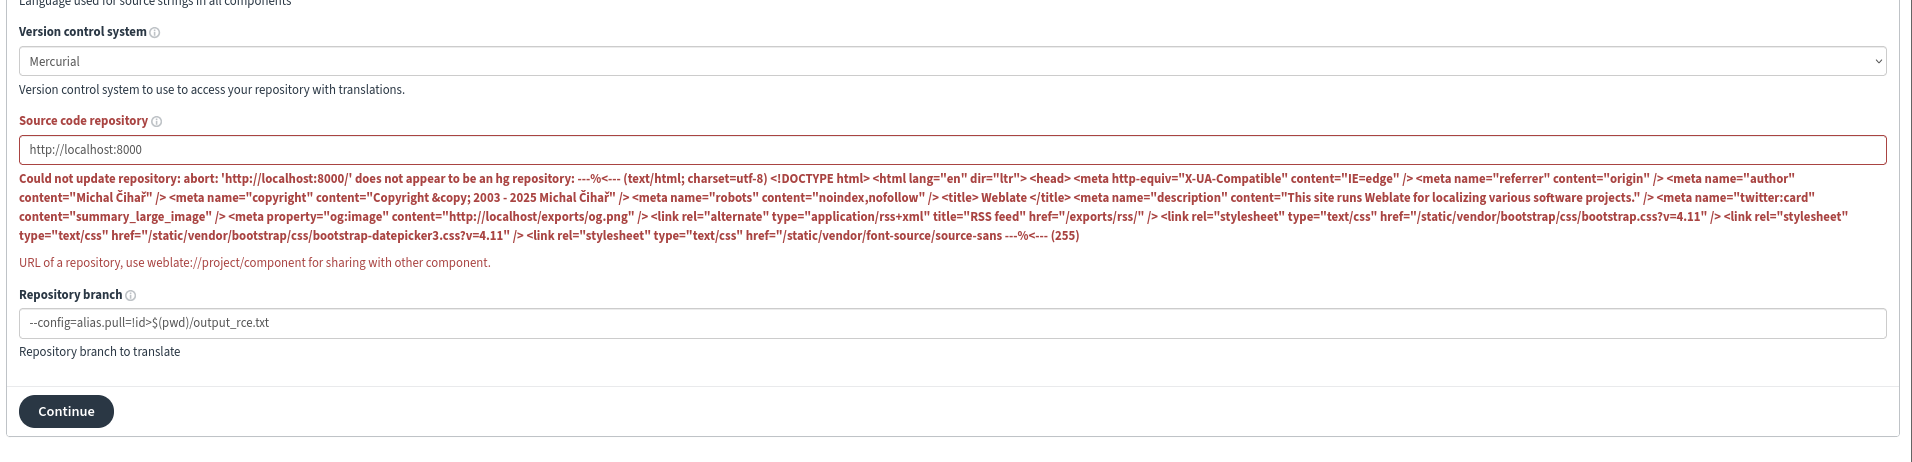 Language used for source strings in all components
Version control system
Mercurial
Version control system to use to access your repository with translations.
Source code repository
http://localhost:8000
Could not update repository: abort: 'http://localhost:8000/' does not appear to be an hg repository: ---%<--- (text/html; charset=utf-8) <!DOCTYPE html> <html lang="en" dir="ltr"> <head> <meta http-equiv="X-UA-Compatible" content="IE=edge" /> <meta name="referrer" content="origin" /> <meta name="author"
content="Michal Čihař" /> <meta name="copyright" content="Copyright &copy; 2003 - 2025 Michal Čihař" /> <meta name="robots" content="noindex,nofollow" /> <title> Weblate </title> <meta name="description" content="This site runs Weblate for localizing various software projects." /> <meta name="twitter:card"
content="summary_large_image" /> <meta property="og:image" content="http://localhost/exports/og.png" /> <link rel="alternate" type="application/rss+xml" title="RSS feed" href="/exports/rss/" /> <link rel="stylesheet" type="text/css" href="/static/vendor/bootstrap/css/bootstrap.css?v=4.11" /> <link rel="stylesheet"
type="text/css" href="/static/vendor/bootstrap/css/bootstrap-datepicker3.css?v=4.11" /> <link rel="stylesheet" type="text/css" href="/static/vendor/font-source/source-sans ---%<--- (255)
URL of a repository, use weblate://project/component for sharing with other component.
Repository branch
--config=alias.pull=!id>$(pwd)/output_rce.txt
Repository branch to translate
Continue